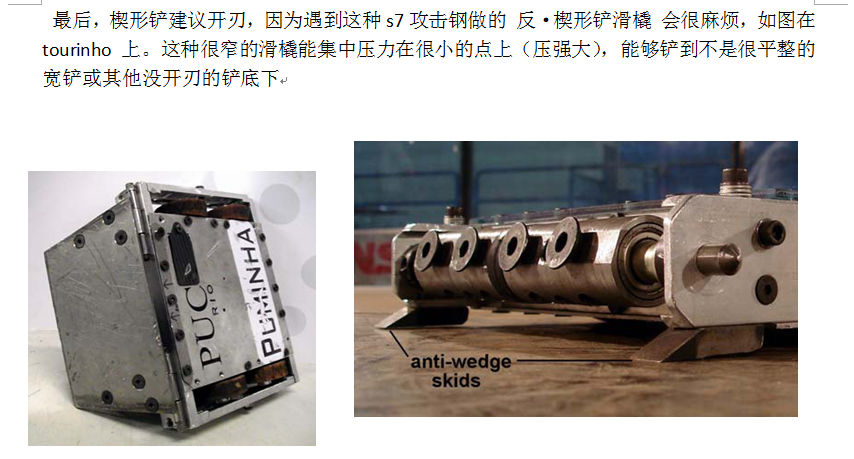 最后，楔形铲建议开刃，因为遇到这种 s7 攻击钢做的 反·楔形铲滑橇 会很麻烦，如图在
tourinho 上。这种很窄的滑橇能集中压力在很小的点上（压强大），能够铲到不是很平整的
宽铲或其他没开刃的铲底下
PUC
RIO
PUMINHA
anti-wedge
skids